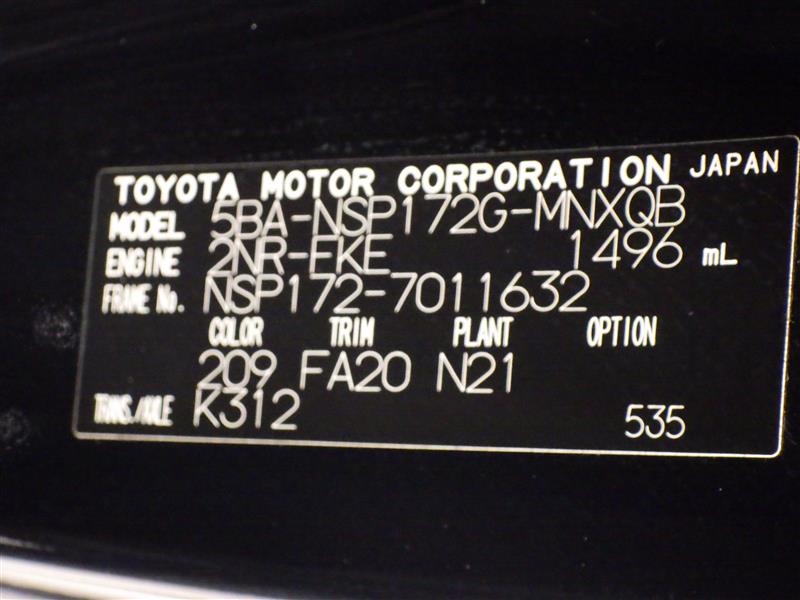 TOYOTA MOTOR CORPORATION JAPAN
MODEL 5BA-NSP172G-MNXQB
ENGINE 2NR-FKE 1496 mL
FRAME No. NSP172-7011632
COLOR TRIM PLANT OPTION
209 FA20 N21
TRANS./AXLE K312
535